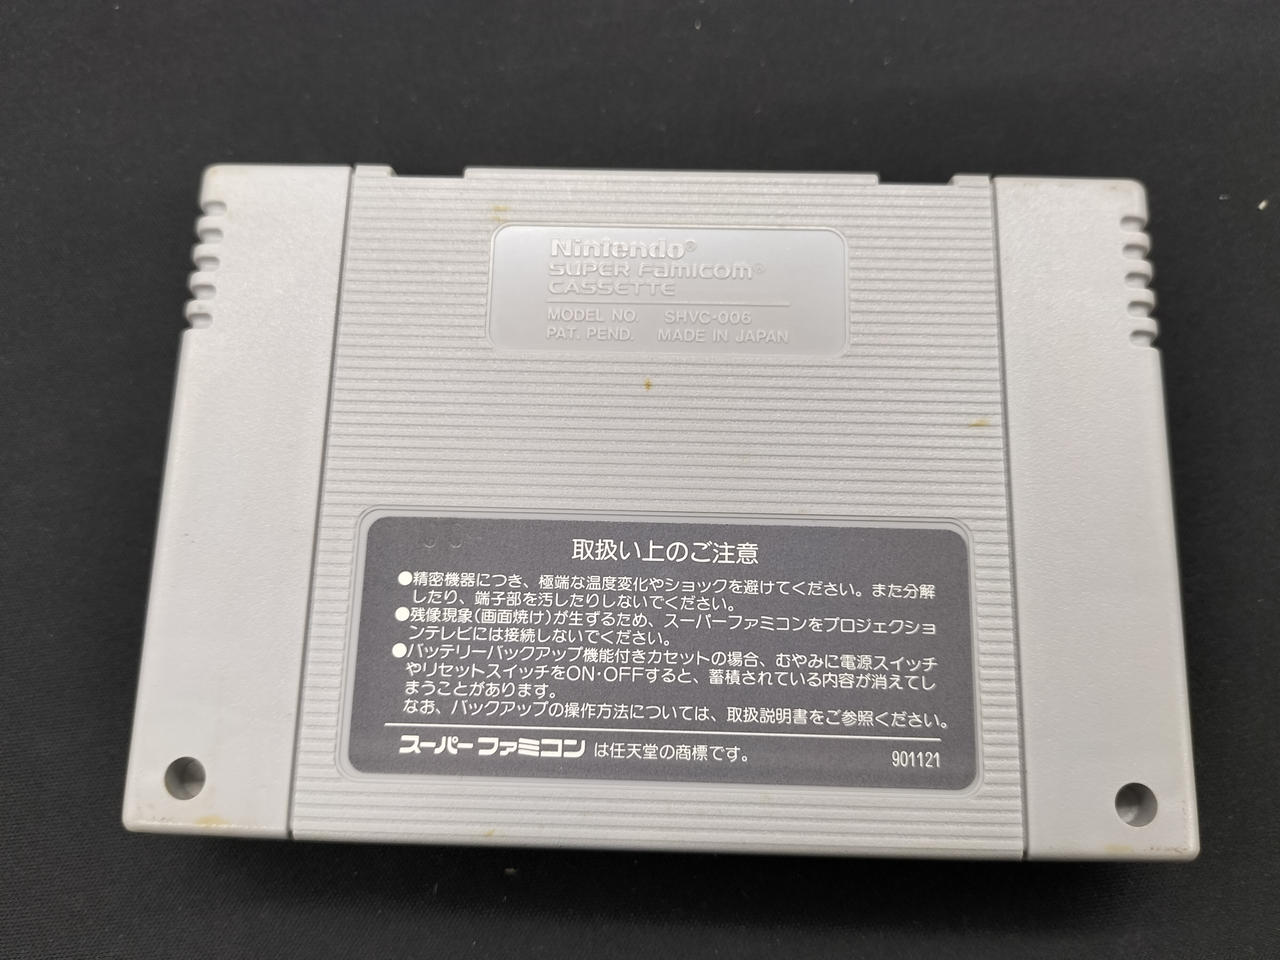 Nintendo®
SUPER Famicom®
CASSETTE
MODEL NO. SHVC-006
PAT. PEND. MADE IN JAPAN
取扱い上のご注意
●精密機器につき、極端な温度変化やショックを避けてください。また分解
したり、端子部を汚したりしないでください。
●残像現象(画面焼け)が生ずるため、スーパーファミコンをプロジェクショ
ンテレビには接続しないでください。
●バッテリーバックアップ機能付きカセットの場合、むやみに電源スイッチ
やリセットスイッチをON・OFFすると、蓄積されている内容が消えてし
まうことがあります。
なお、バックアップの操作方法については、取扱説明書をご参照ください。
スーパーファミコン は任天堂の商標です。 901121